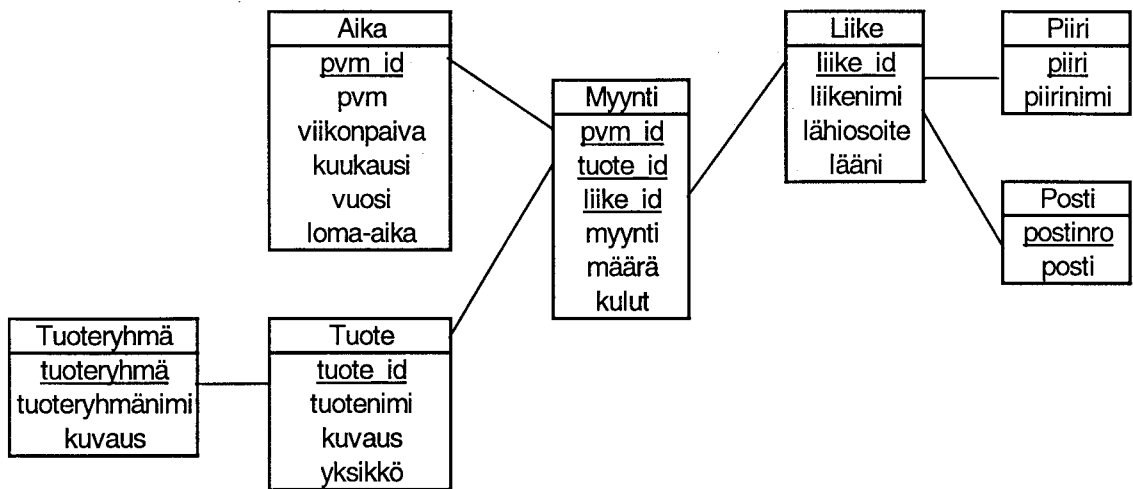 Aika
pvm_id
pvm
viikonpaiva
kuukausi
vuosi
loma-aika
Myynti
pvm_id
tuote_id
liike_id
myynti
määrä
kulut
Liike
liike_id
liikenimi
lähiosoite
lääni
Piiri
piiri
piirinimi
Posti
postinro
posti
Tuoteryhmä
tuoteryhmä
tuoteryhmänimi
kuvaus
Tuote
tuote_id
tuotenimi
kuvaus
yksikkö